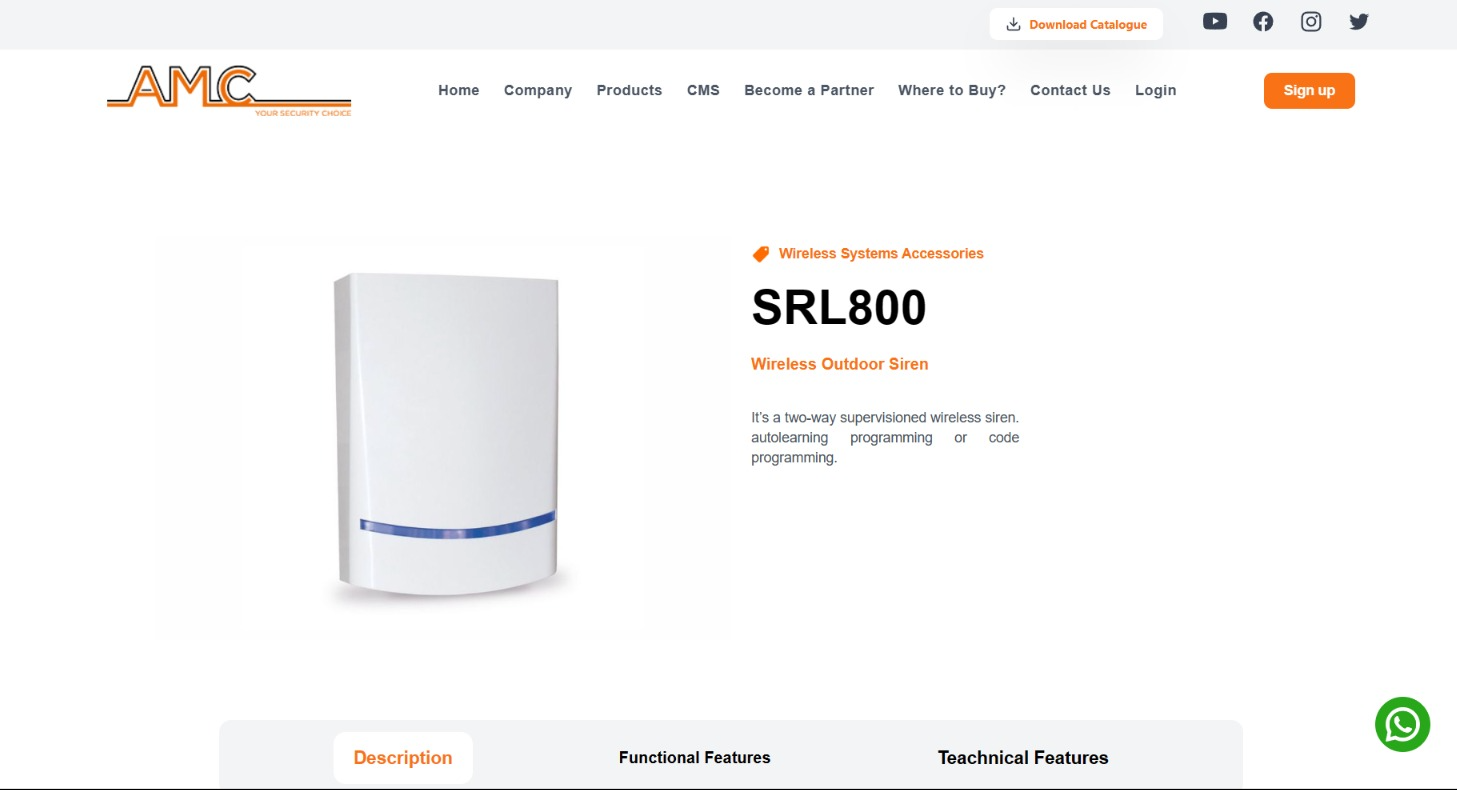 Download Catalogue
AMC
YOUR SECURITY CHOICE
Home Company Products CMS Become a Partner Where to Buy? Contact Us Login Sign up
Wireless Systems Accessories
SRL800
Wireless Outdoor Siren
It's a two-way supervisioned wireless siren.
autolearning programming or code
programming.
Description Functional Features Teachnical Features